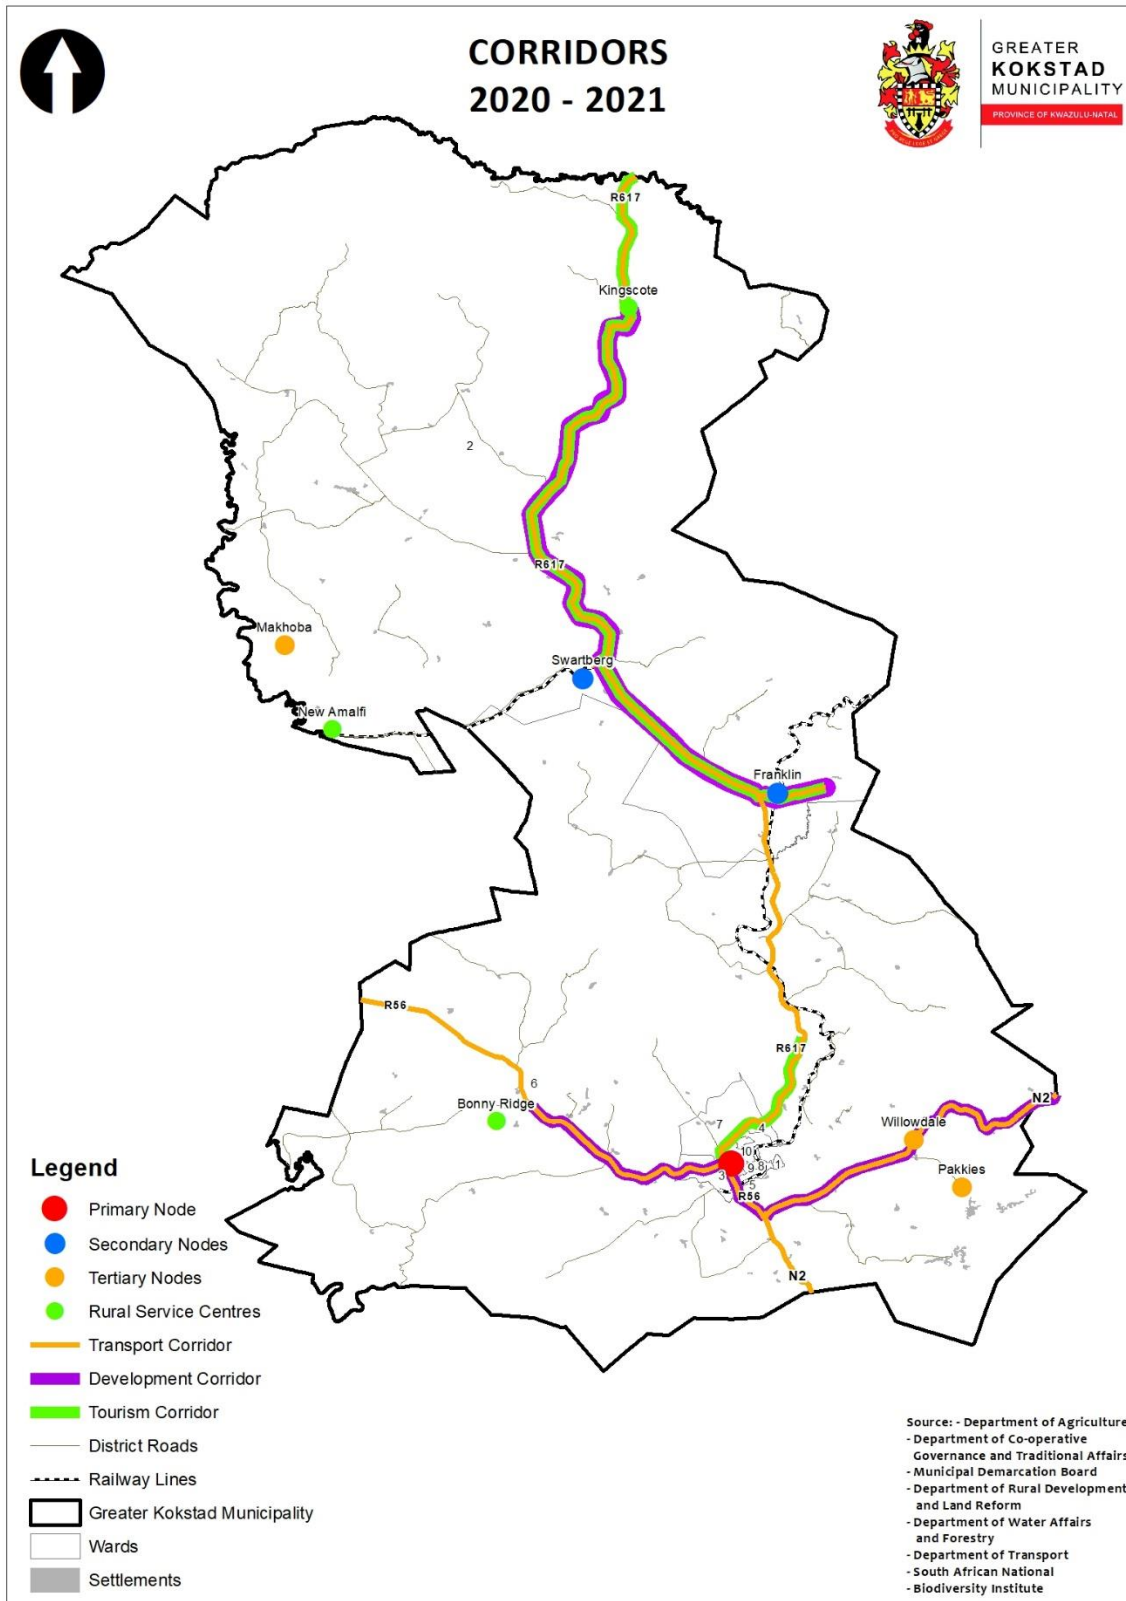 CORRIDORS
2020 - 2021
GREATER
KOKSTAD
MUNICIPALITY
PROVINCE OF KWAZULU-NATAL
R617
Kingscote
2
R617
Makhoba
Swartberg
New Amalfi
Franklin
R56
R617
6
Bonny Ridge
7
4
Willowdale
N2
10
3
9
8
1
5
Pakkies
R56
N2
Legend
Primary Node
Secondary Nodes
Tertiary Nodes
Rural Service Centres
Transport Corridor
Development Corridor
Tourism Corridor
District Roads
Railway Lines
Greater Kokstad Municipality
Wards
Settlements
Source: - Department of Agriculture
- Department of Co-operative
Governance and Traditional Affairs
- Municipal Demarcation Board
- Department of Rural Development
and Land Reform
- Department of Water Affairs
and Forestry
- Department of Transport
- South African National
- Biodiversity Institute